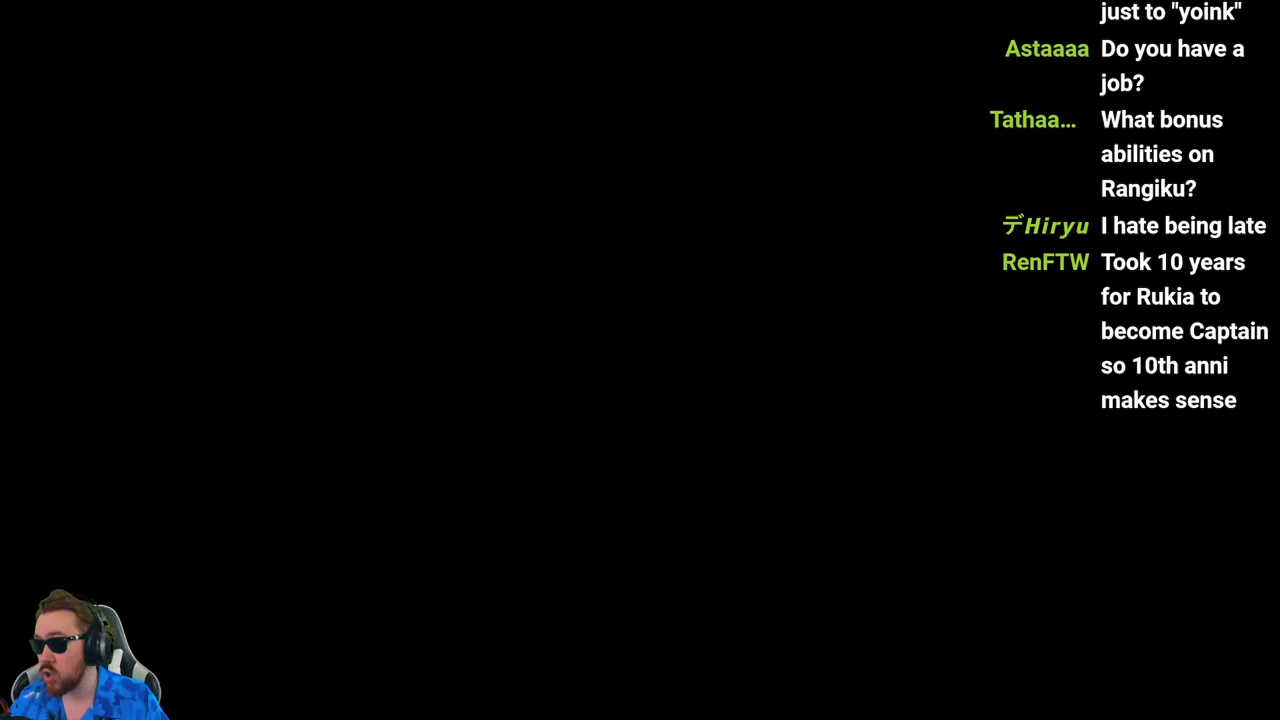 just to "yoink"
Astaaaa Do you have a
job?
Tathaa… What bonus
abilities on
Rangiku?
デHiryu I hate being late
RenFTW Took 10 years
for Rukia to
become Captain
so 10th anni
makes sense